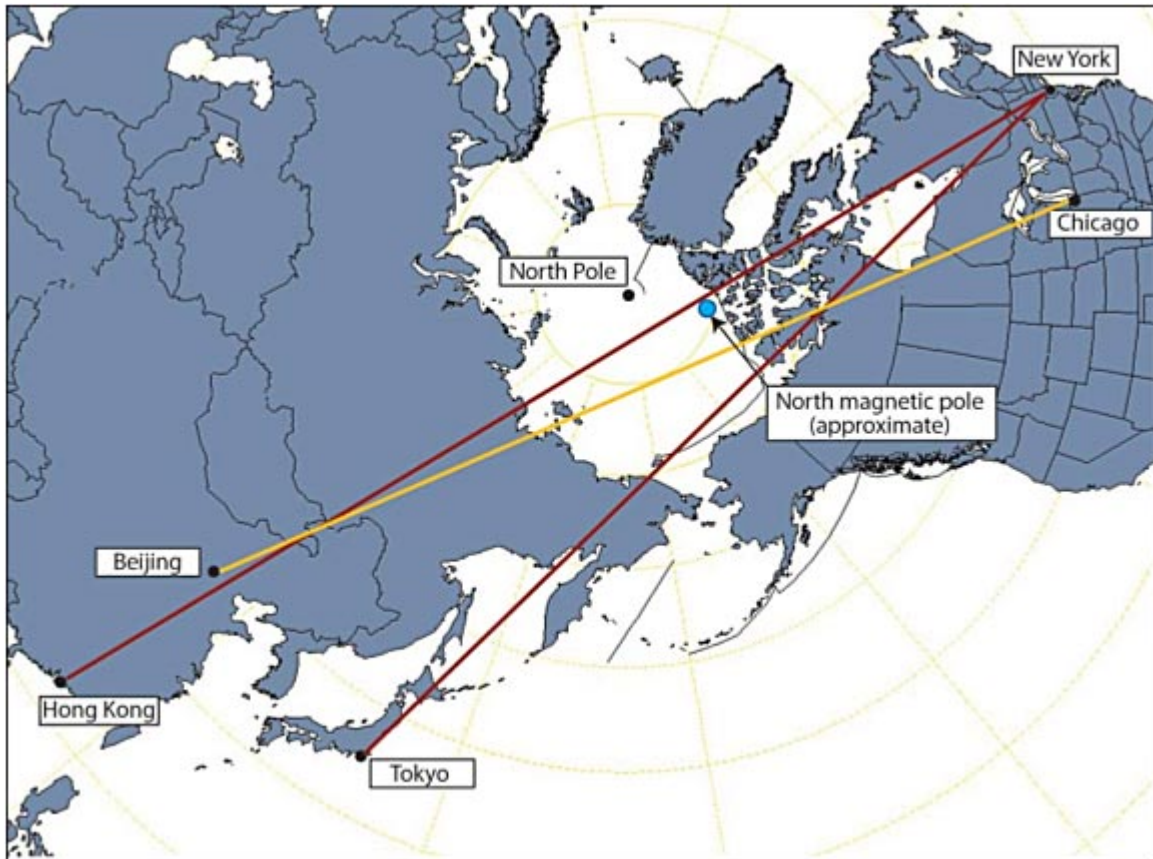 New York
Chicago
North Pole
North magnetic pole
(approximate)
Beijing
Hong Kong
Tokyo